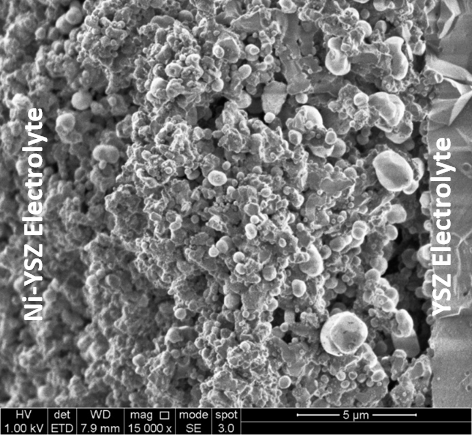 Ni-YSZ Electrolyte
YSZ Electrolyte
HV det WD mag □ mode spot
1.00 kV ETD 7.9 mm 15 000 x SE 3.0
5 µm